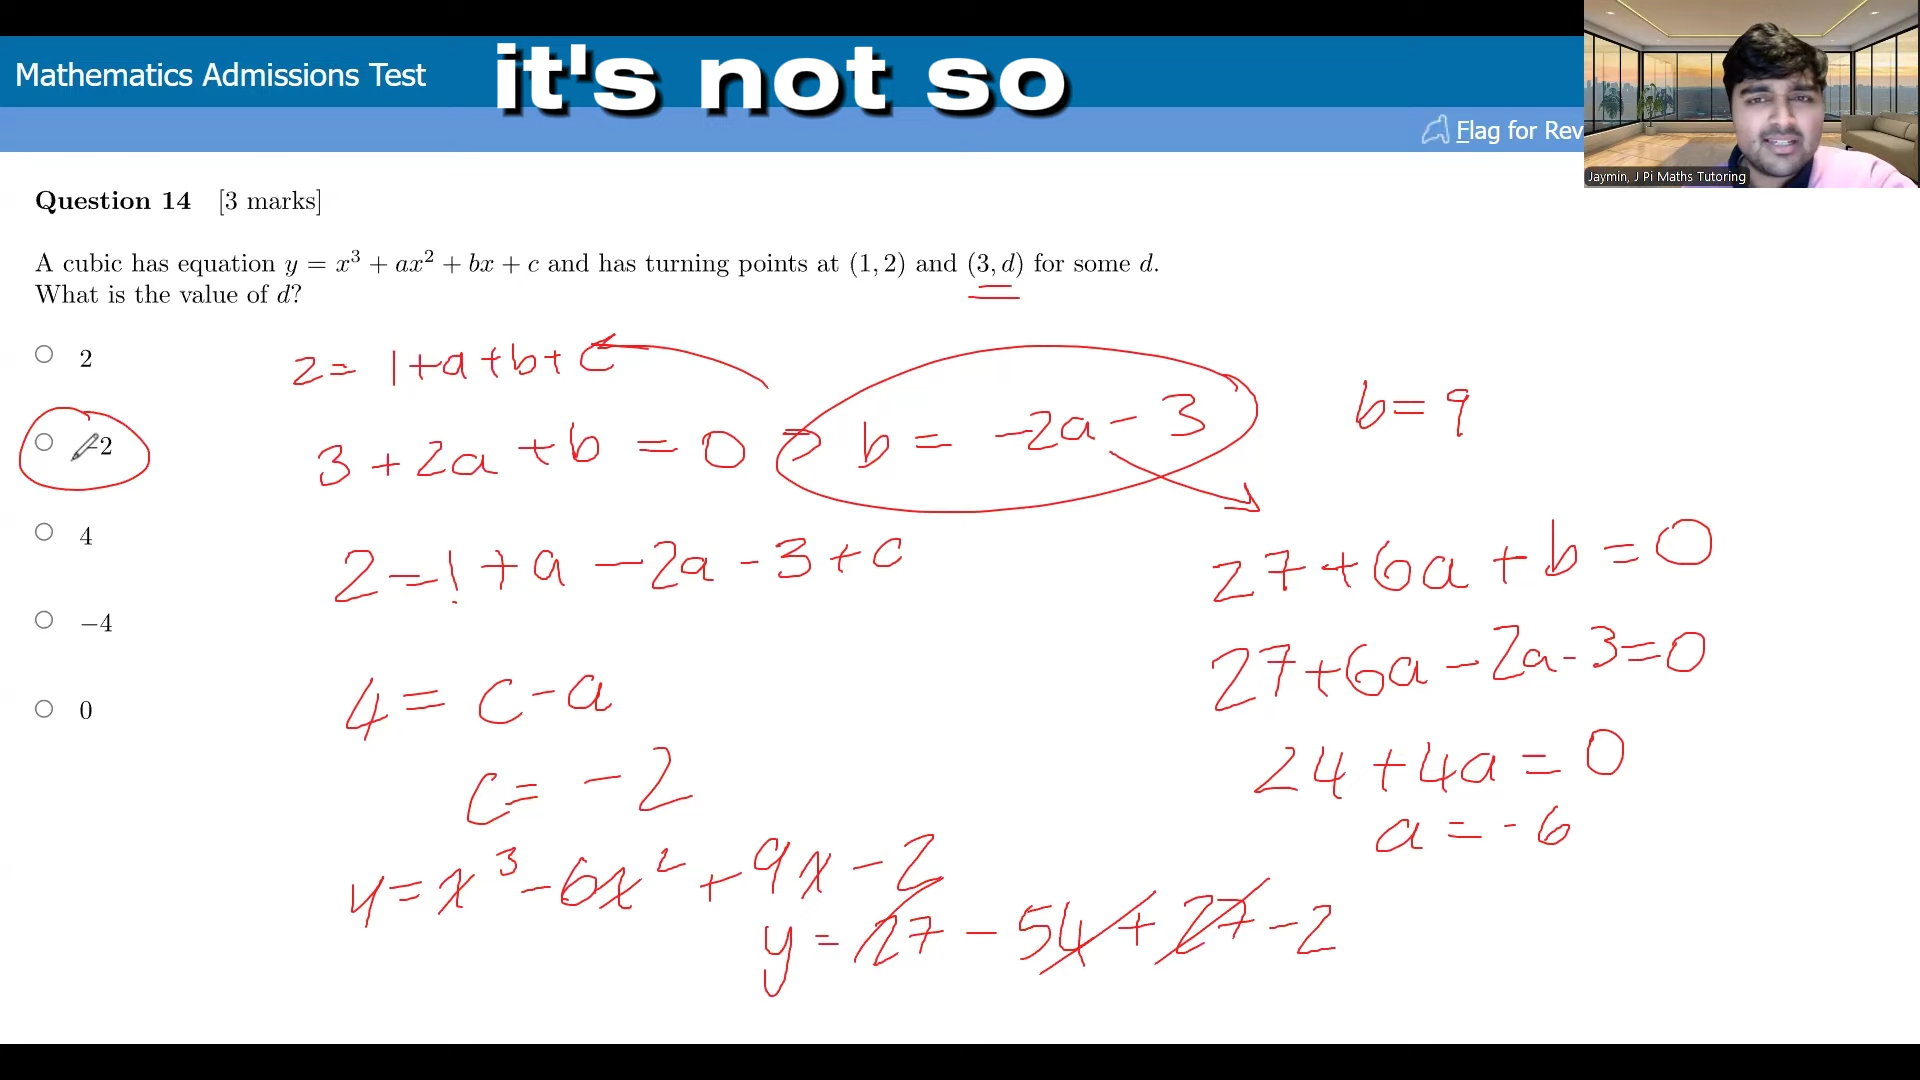 Mathematics Admissions Test
it's not so
Flag for Rev
Jaymin, J Pi Maths Tutoring
Question 14 [3 marks]
A cubic has equation y = x³ + ax² + bx + c and has turning points at (1, 2) and (3, d) for some d.
What is the value of d?
2
-2
4
−4
0
2 = 1 + a + b + c
3 + 2a + b = 0 ⇒ b = -2a - 3
b = 9
2 = 1 + a - 2a - 3 + c
27 + 6a + b = 0
27 + 6a - 2a - 3 = 0
4 = c - a
24 + 4a = 0
c = -2
a = -6
y = x³ - 6x² + 9x - 2
y = 27 - 54 + 27 - 2